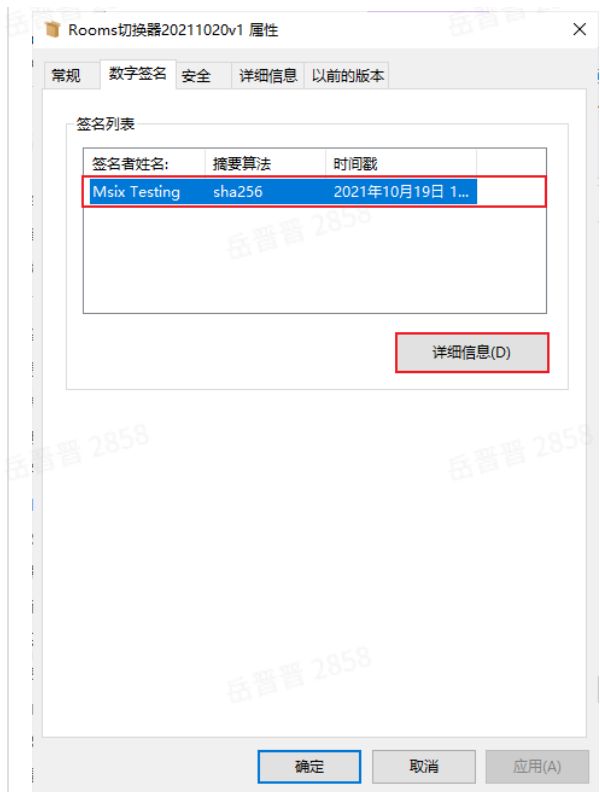 Rooms切换器20211020v1 属性
常规 数字签名 安全 详细信息 以前的版本
签名列表
签名者姓名: 摘要算法 时间戳
Msix Testing sha256 2021年10月19日 1...
岳晋晋 2858
详细信息(D)
岳晋晋 2858
岳晋晋 2858
岳晋晋 2858
确定 取消 应用(A)